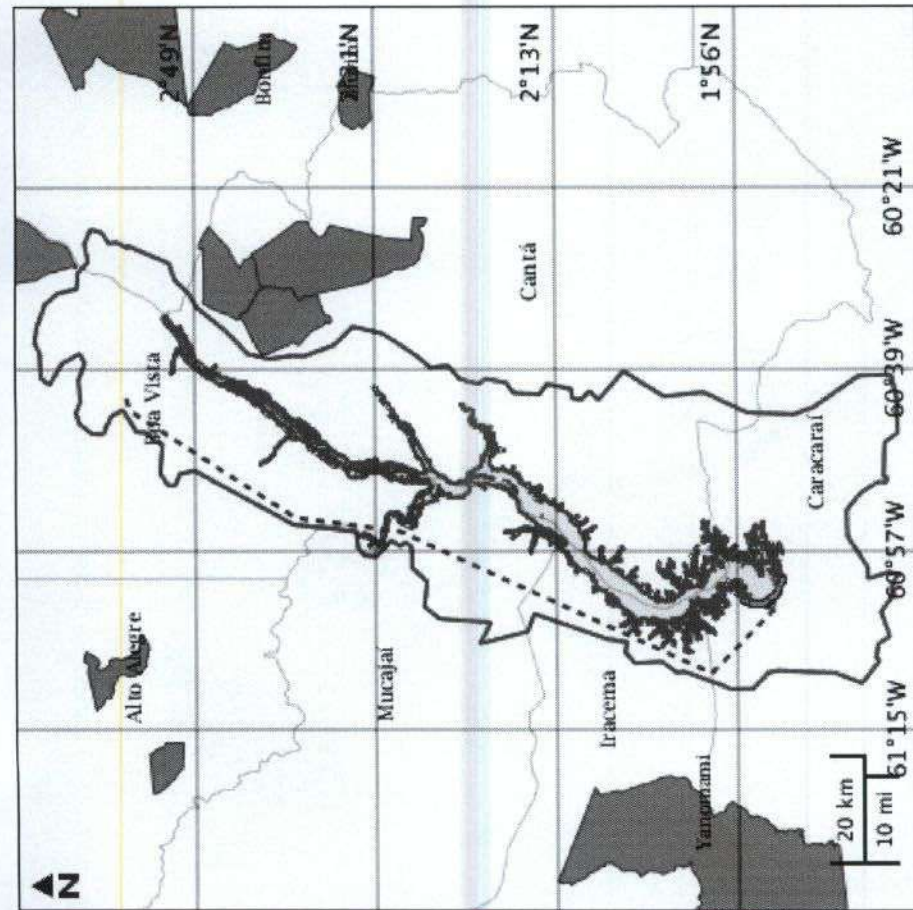 N
2°49'N
2°13'N
1°56'N
60°21'W
60°39'W
60°57'W
61°15'W
Bonfim
Boa Vista
Cantá
Alto Alegre
Mucajaí
Caracaraí
Iracema
Yanomami
20 km
10 mi